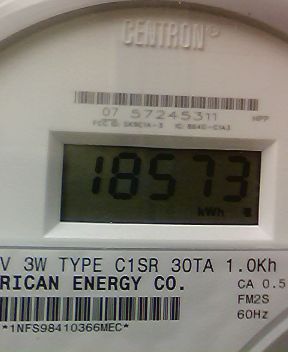 CENTRON®
07 57245311 HPP
18573
kWh
V 3W TYPE C1SR 30TA 1.0Kh
RICAN ENERGY CO. CA 0.5
FM2S
60Hz
*1NFS98410366MEC*